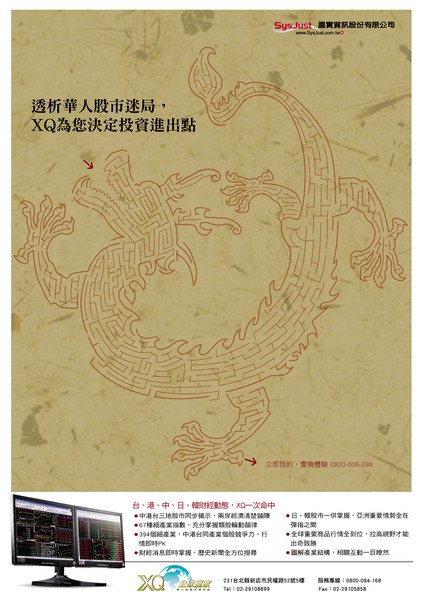 SysJust 嘉實資訊股份有限公司
www.SysJust.com.tw
透析華人股市迷局，
XQ為您決定投資進出點
立即預約，實機體驗 0800-006-098
台、港、中、日、韓財經動態，XQ一次命中
●中港台三地股市同步揭示，兩岸經濟清楚鋪陳
●67種細產業指數，充分掌握類股輪動韻律
●394個細產業，中港台同產業個股競爭力、行
情即時PK
●財經消息即時掌握、歷史新聞全方位搜尋
●日、韓股市一併掌握，亞洲重要情勢全在
彈指之間
●全球重要商品行情全到位，拉高視野才能
出奇致勝
●圖解產業結構、相關互動一目瞭然
XQ 全球贏家
231台北縣新店市民權路52號5樓
Tel：02-29108899
服務專線：0800-094-168
Fax：02-29105858